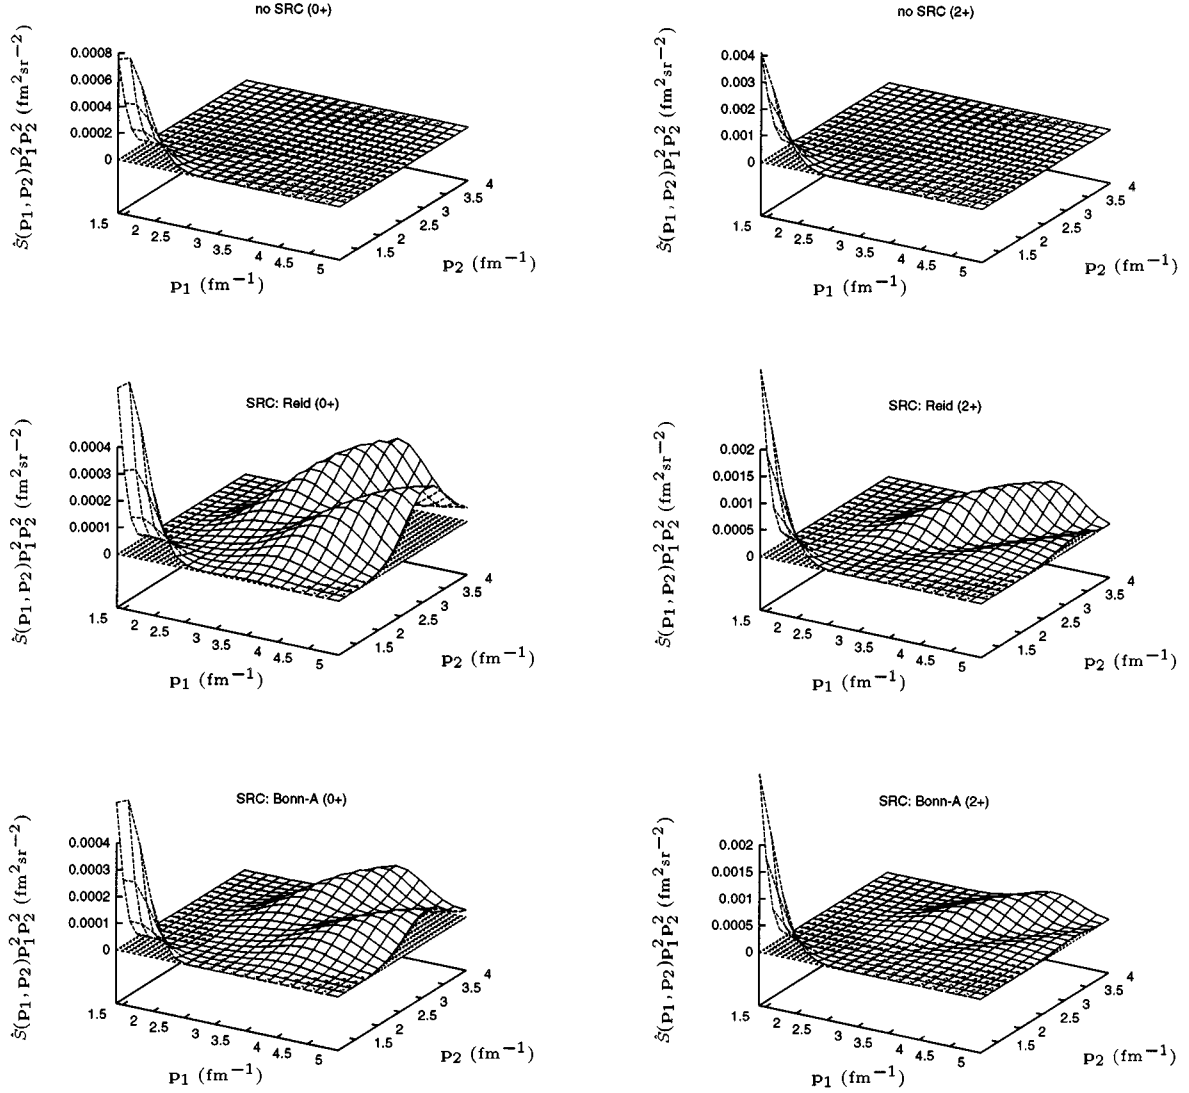 no SRC (0+)
Ŝ(p₁, p₂)p₁²p₂² (fm²sr⁻²)
0.0008
0.0006
0.0004
0.0002
0
1.5 2 2.5 3 3.5 4 4.5 5
p₁ (fm⁻¹)
1.5 2 2.5 3 3.5 4
p₂ (fm⁻¹)
no SRC (2+)
Ŝ(p₁, p₂)p₁²p₂² (fm²sr⁻²)
0.004
0.003
0.002
0.001
0
1.5 2 2.5 3 3.5 4 4.5 5
p₁ (fm⁻¹)
1.5 2 2.5 3 3.5 4
p₂ (fm⁻¹)
SRC: Reid (0+)
Ŝ(p₁, p₂)p₁²p₂² (fm²sr⁻²)
0.0004
0.0003
0.0002
0.0001
0
1.5 2 2.5 3 3.5 4 4.5 5
p₁ (fm⁻¹)
1.5 2 2.5 3 3.5 4
p₂ (fm⁻¹)
SRC: Reid (2+)
Ŝ(p₁, p₂)p₁²p₂² (fm²sr⁻²)
0.002
0.0015
0.001
0.0005
0
1.5 2 2.5 3 3.5 4 4.5 5
p₁ (fm⁻¹)
1.5 2 2.5 3 3.5 4
p₂ (fm⁻¹)
SRC: Bonn-A (0+)
Ŝ(p₁, p₂)p₁²p₂² (fm²sr⁻²)
0.0004
0.0003
0.0002
0.0001
0
1.5 2 2.5 3 3.5 4 4.5 5
p₁ (fm⁻¹)
1.5 2 2.5 3 3.5 4
p₂ (fm⁻¹)
SRC: Bonn-A (2+)
Ŝ(p₁, p₂)p₁²p₂² (fm²sr⁻²)
0.002
0.0015
0.001
0.0005
0
1.5 2 2.5 3 3.5 4 4.5 5
p₁ (fm⁻¹)
1.5 2 2.5 3 3.5 4
p₂ (fm⁻¹)